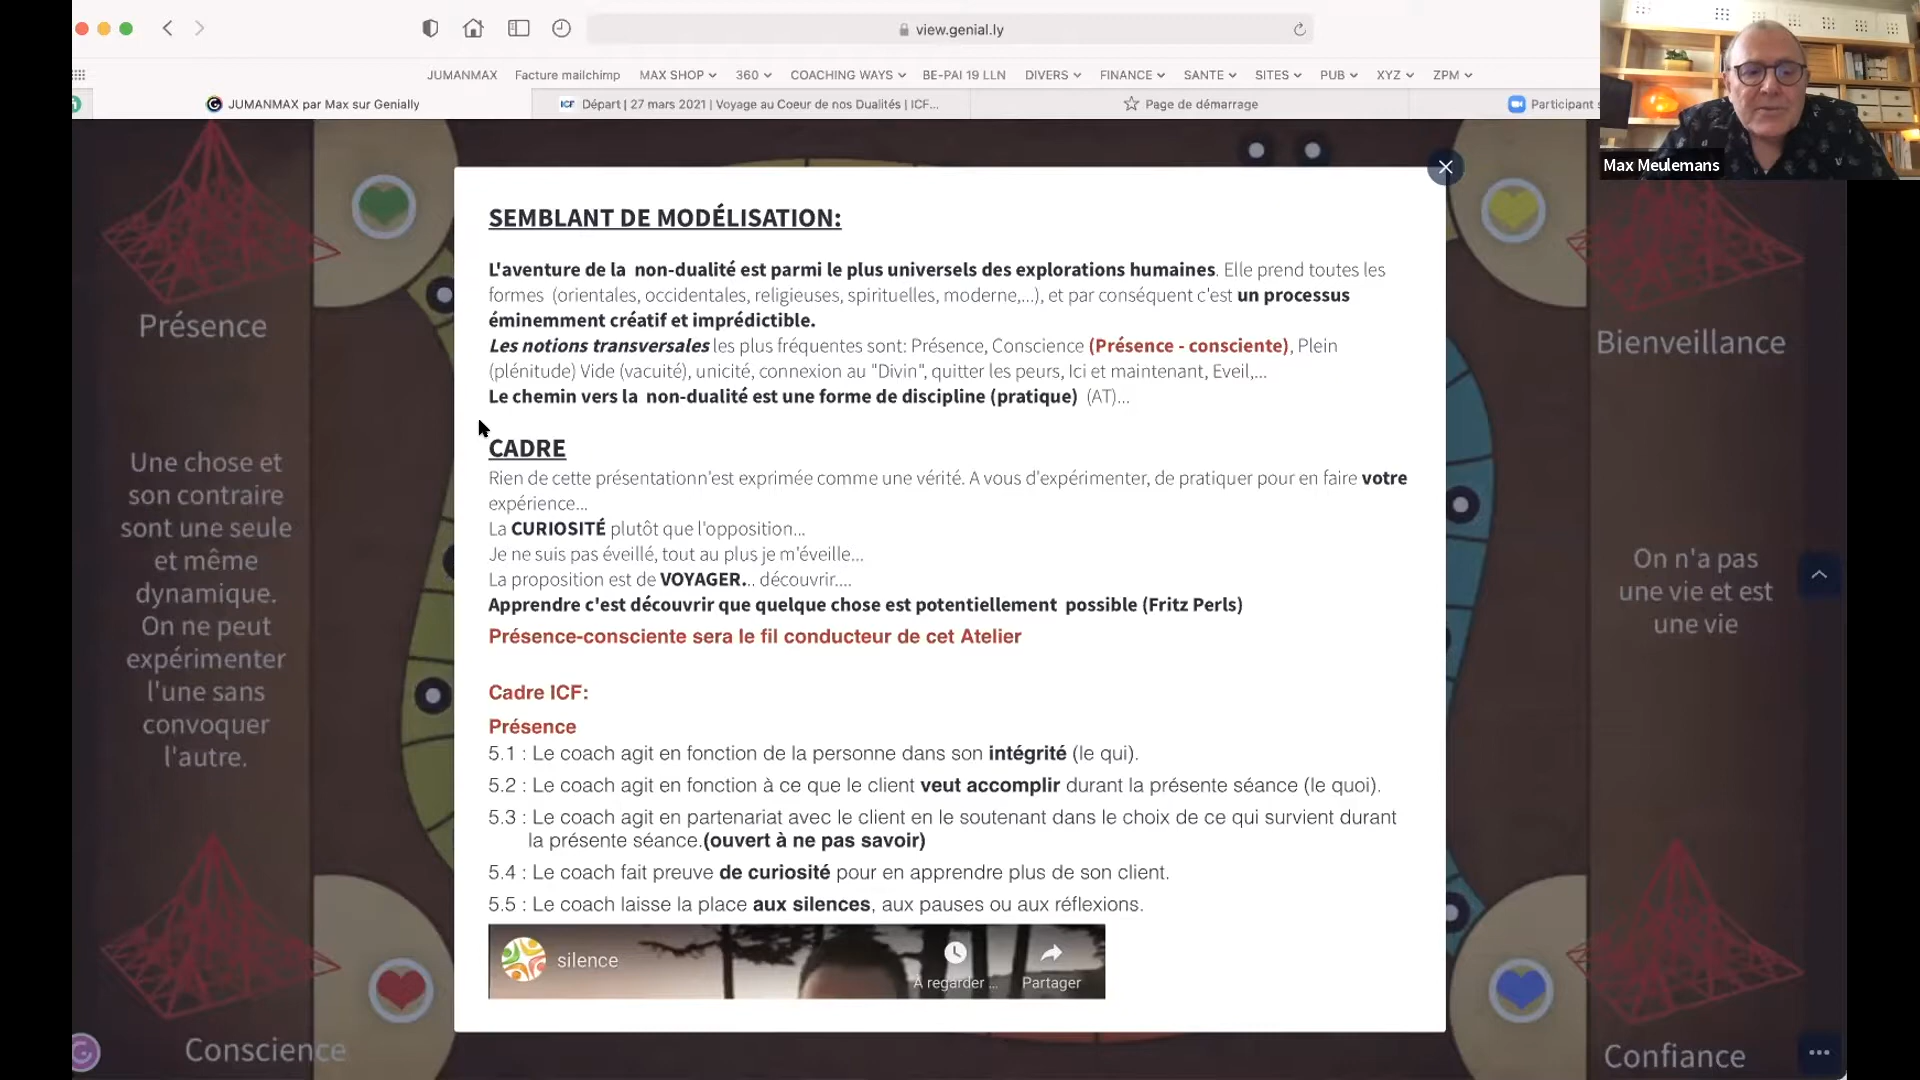 view.genial.ly
JUMANMAX Facture mailchimp MAX SHOP 360 COACHING WAYS BE-PAI 19 LLN DIVERS FINANCE SANTE SITES PUB XYZ ZPM
JUMANMAX par Max sur Genially
ICF Départ | 27 mars 2021 | Voyage au Coeur de nos Dualités | ICF...
Page de démarrage
Participant s
Max Meulemans
Présence
Une chose et
son contraire
sont une seule
et même
dynamique.
On ne peut
expérimenter
l'une sans
convoquer
l'autre.
Conscience
SEMBLANT DE MODÉLISATION:
L'aventure de la non-dualité est parmi le plus universels des explorations humaines. Elle prend toutes les
formes (orientales, occidentales, religieuses, spirituelles, moderne,...), et par conséquent c'est un processus
éminemment créatif et imprédictible.
Les notions transversales les plus fréquentes sont: Présence, Conscience (Présence - consciente), Plein
(plénitude) Vide (vacuité), unicité, connexion au "Divin", quitter les peurs, Ici et maintenant, Eveil,...
Le chemin vers la non-dualité est une forme de discipline (pratique) (AT)...
CADRE
Rien de cette présentationn'est exprimée comme une vérité. A vous d'expérimenter, de pratiquer pour en faire votre
expérience...
La CURIOSITÉ plutôt que l'opposition...
Je ne suis pas éveillé, tout au plus je m'éveille...
La proposition est de VOYAGER... découvrir....
Apprendre c'est découvrir que quelque chose est potentiellement possible (Fritz Perls)
Présence-consciente sera le fil conducteur de cet Atelier
Cadre ICF:
Présence
5.1 : Le coach agit en fonction de la personne dans son intégrité (le qui).
5.2 : Le coach agit en fonction à ce que le client veut accomplir durant la présente séance (le quoi).
5.3 : Le coach agit en partenariat avec le client en le soutenant dans le choix de ce qui survient durant
la présente séance.(ouvert à ne pas savoir)
5.4 : Le coach fait preuve de curiosité pour en apprendre plus de son client.
5.5 : Le coach laisse la place aux silences, aux pauses ou aux réflexions.
silence
À regarder ...
Partager
Bienveillance
On n'a pas
une vie et est
une vie
Confiance